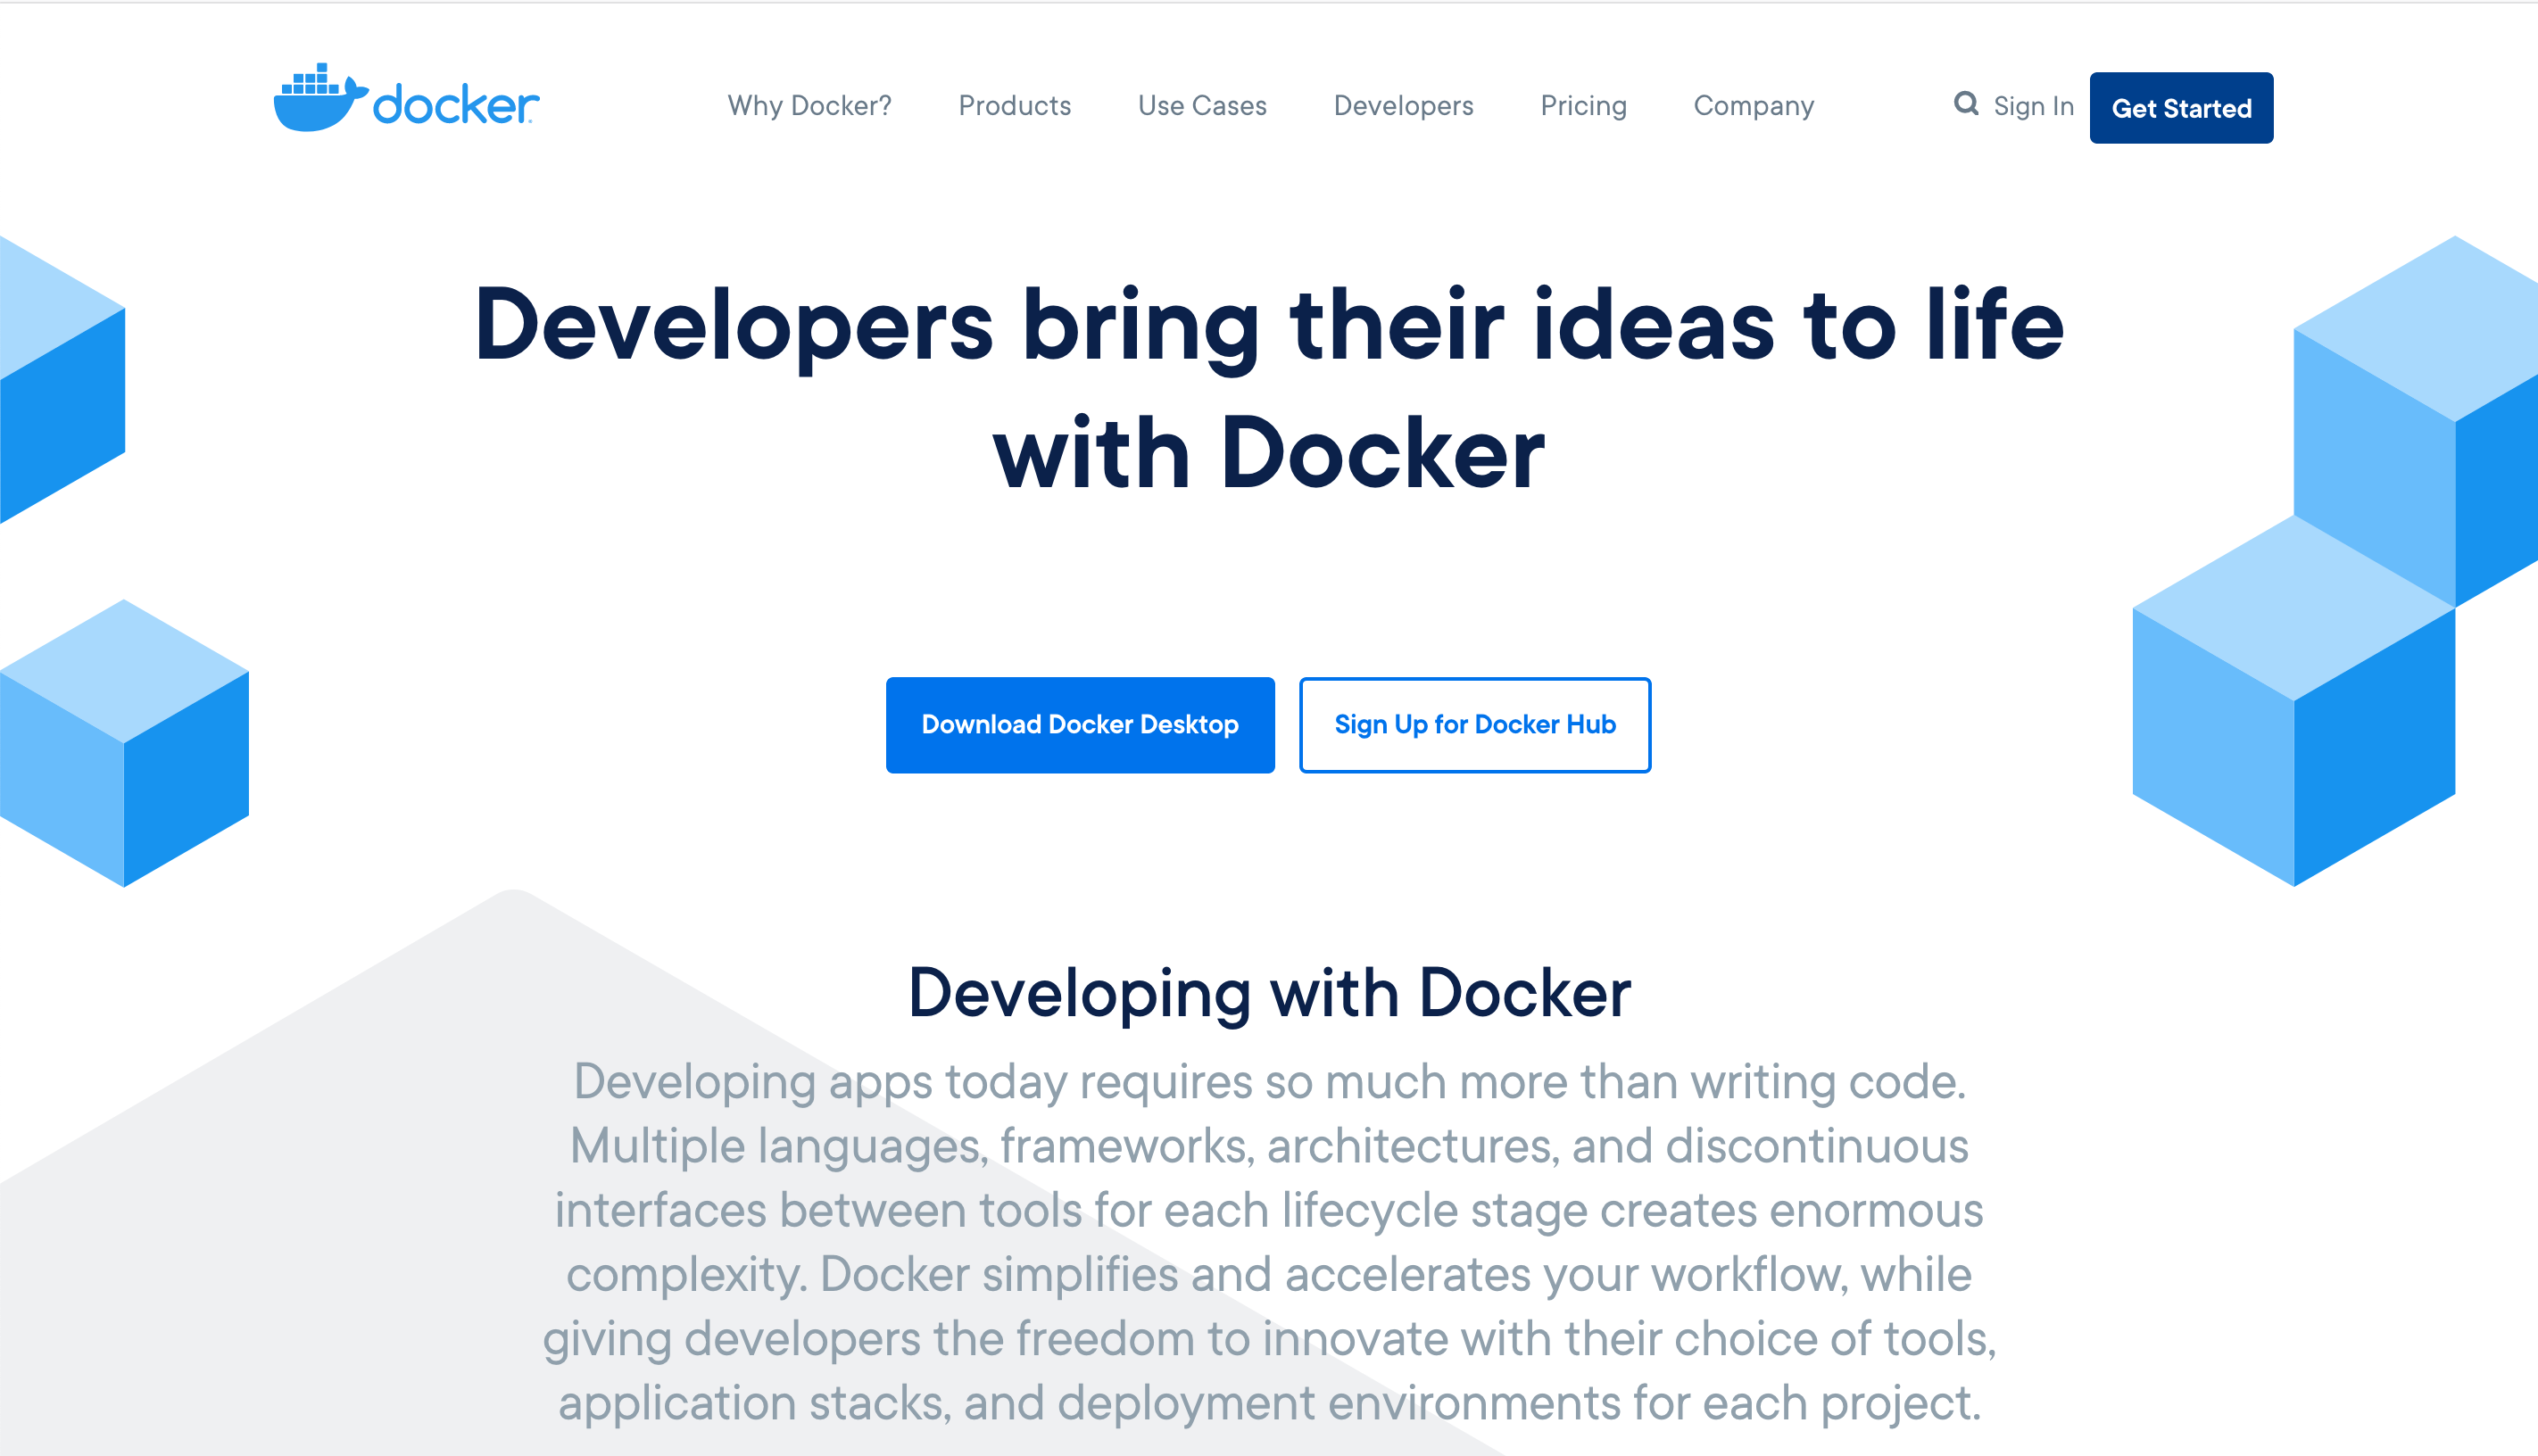 docker
Why Docker?
Products
Use Cases
Developers
Pricing
Company
Sign In
Get Started
Developers bring their ideas to life
with Docker
Download Docker Desktop
Sign Up for Docker Hub
Developing with Docker
Developing apps today requires so much more than writing code.
Multiple languages, frameworks, architectures, and discontinuous
interfaces between tools for each lifecycle stage creates enormous
complexity. Docker simplifies and accelerates your workflow, while
giving developers the freedom to innovate with their choice of tools,
application stacks, and deployment environments for each project.